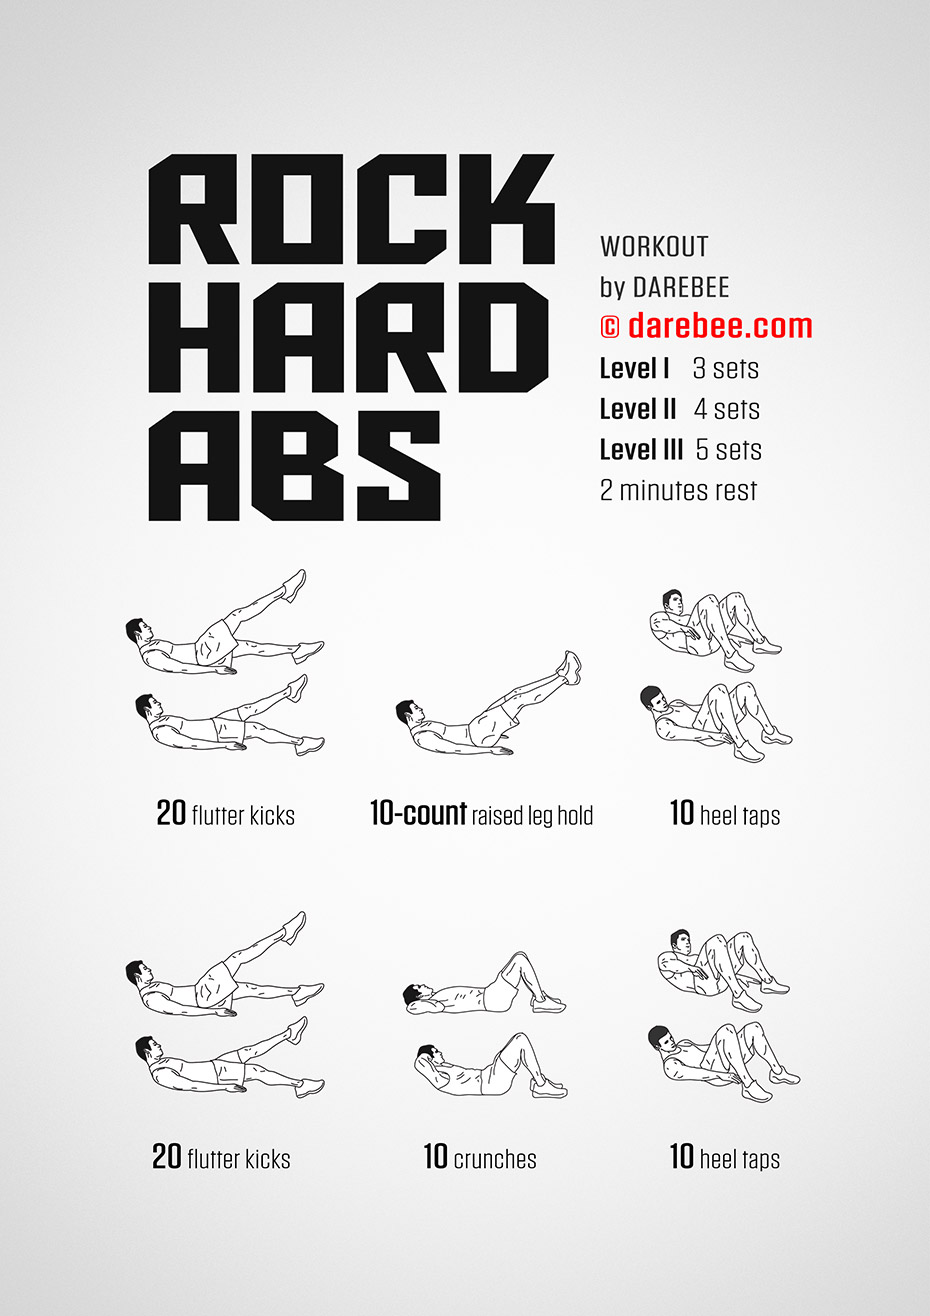 ROCK
HARD
ABS
WORKOUT
by DAREBEE
© darebee.com
Level I 3 sets
Level II 4 sets
Level III 5 sets
2 minutes rest
20 flutter kicks
10-count raised leg hold
10 heel taps
20 flutter kicks
10 crunches
10 heel taps